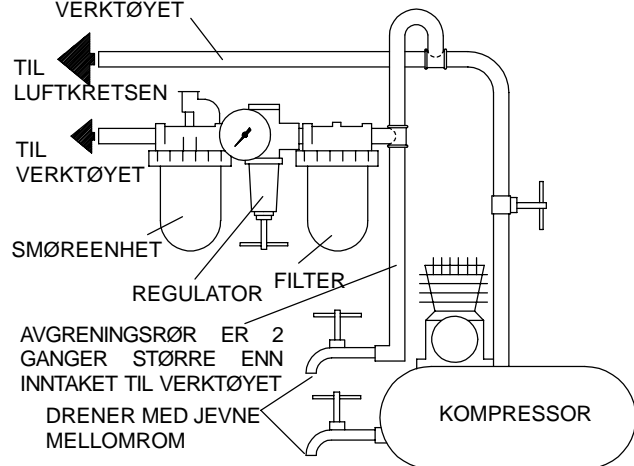 VERKTØYET
TIL
LUFTKRETSEN
TIL
VERKTØYET
SMØREENHET
REGULATOR
FILTER
AVGRENINGSRØR ER 2
GANGER STØRRE ENN
INNTAKET TIL VERKTØYET
DRENER MED JEVNE
MELLOMROM
KOMPRESSOR